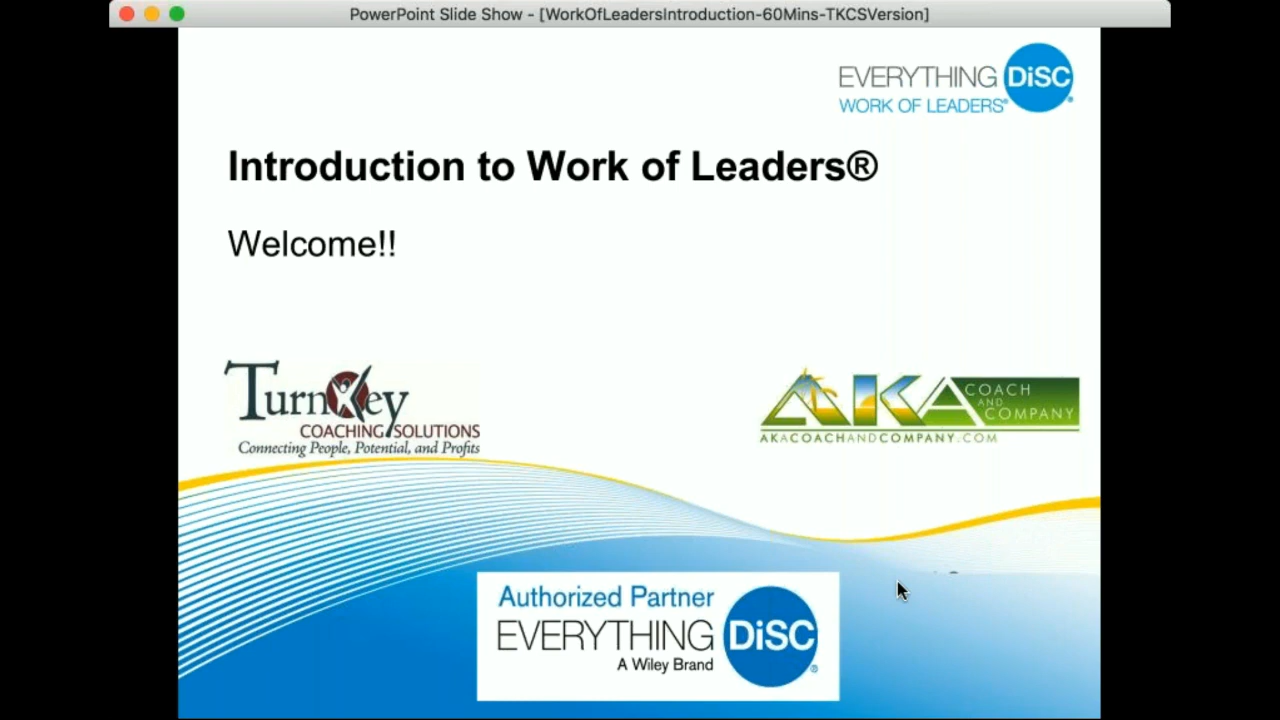 PowerPoint Slide Show - [WorkOfLeadersIntroduction-60Mins-TKCSVersion]
EVERYTHING DiSC®
WORK OF LEADERS®
Introduction to Work of Leaders®
Welcome!!
TurnKey
COACHING SOLUTIONS
Connecting People, Potential, and Profits
AKA COACH
AND
COMPANY
AKACOACHANDCOMPANY.COM
Authorized Partner
EVERYTHING DiSC®
A Wiley Brand